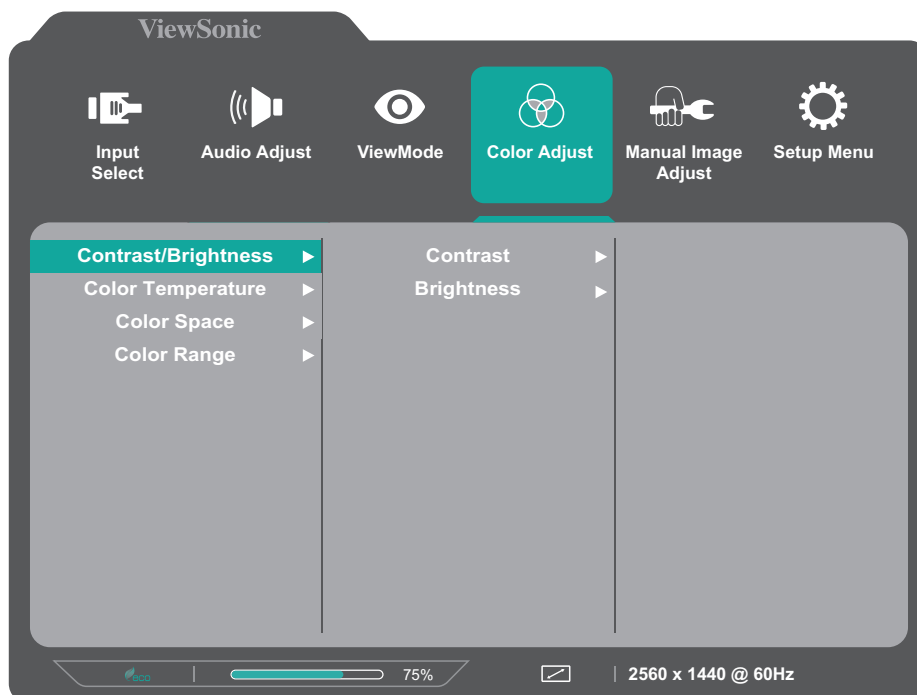 ViewSonic
Input
Select
Audio Adjust
ViewMode
Color Adjust
Manual Image
Adjust
Setup Menu
Contrast/Brightness
Color Temperature
Color Space
Color Range
Contrast
Brightness
eco
75%
2560 x 1440 @ 60Hz